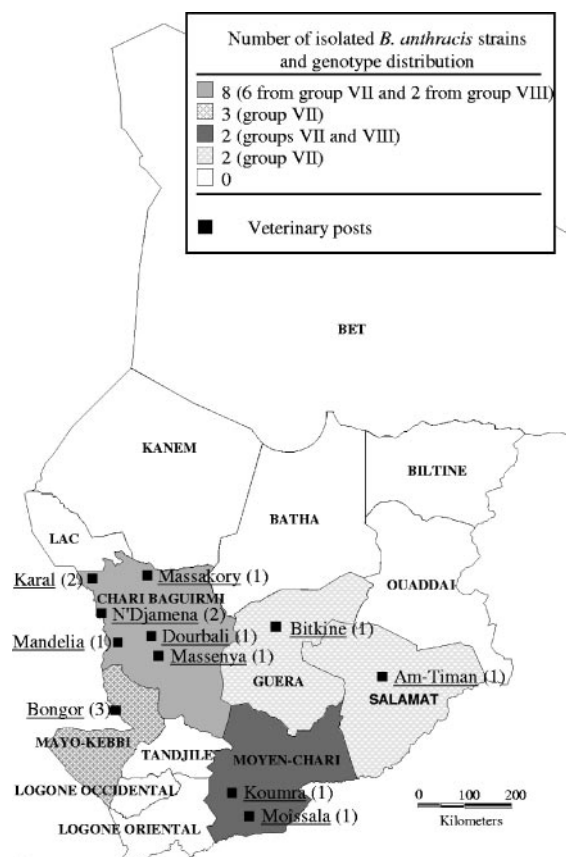 Number of isolated B. anthracis strains
and genotype distribution
8 (6 from group VII and 2 from group VIII)
3 (group VII)
2 (groups VII and VIII)
2 (group VII)
0
Veterinary posts
BET
KANEM
BILTINE
BATHA
LAC
OUADDAI
Karal (2)
Massakory (1)
CHARI BAGUIRMI
N'Djamena (2)
Mandelia (1)
Dourbali (1)
Bitkine (1)
Massenya (1)
Am-Timan (1)
GUERA
SALAMAT
Bongor (3)
MAYO-KEBBI
TANDJILE
MOYEN-CHARI
LOGONE OCCIDENTAL
Koumra (1)
Moissala (1)
LOGONE ORIENTAL
0 100 200
Kilometers